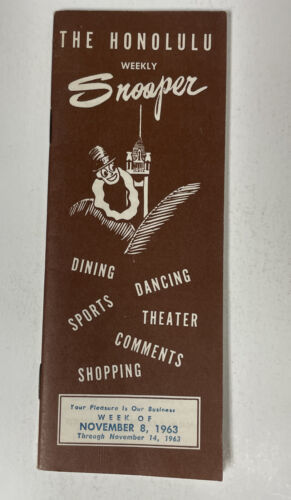 THE HONOLULU
WEEKLY
Snooper
DINING
DANCING
SPORTS
THEATER
COMMENTS
SHOPPING
Your Pleasure Is Our Business
WEEK OF
NOVEMBER 8, 1963
Through November 14, 1963